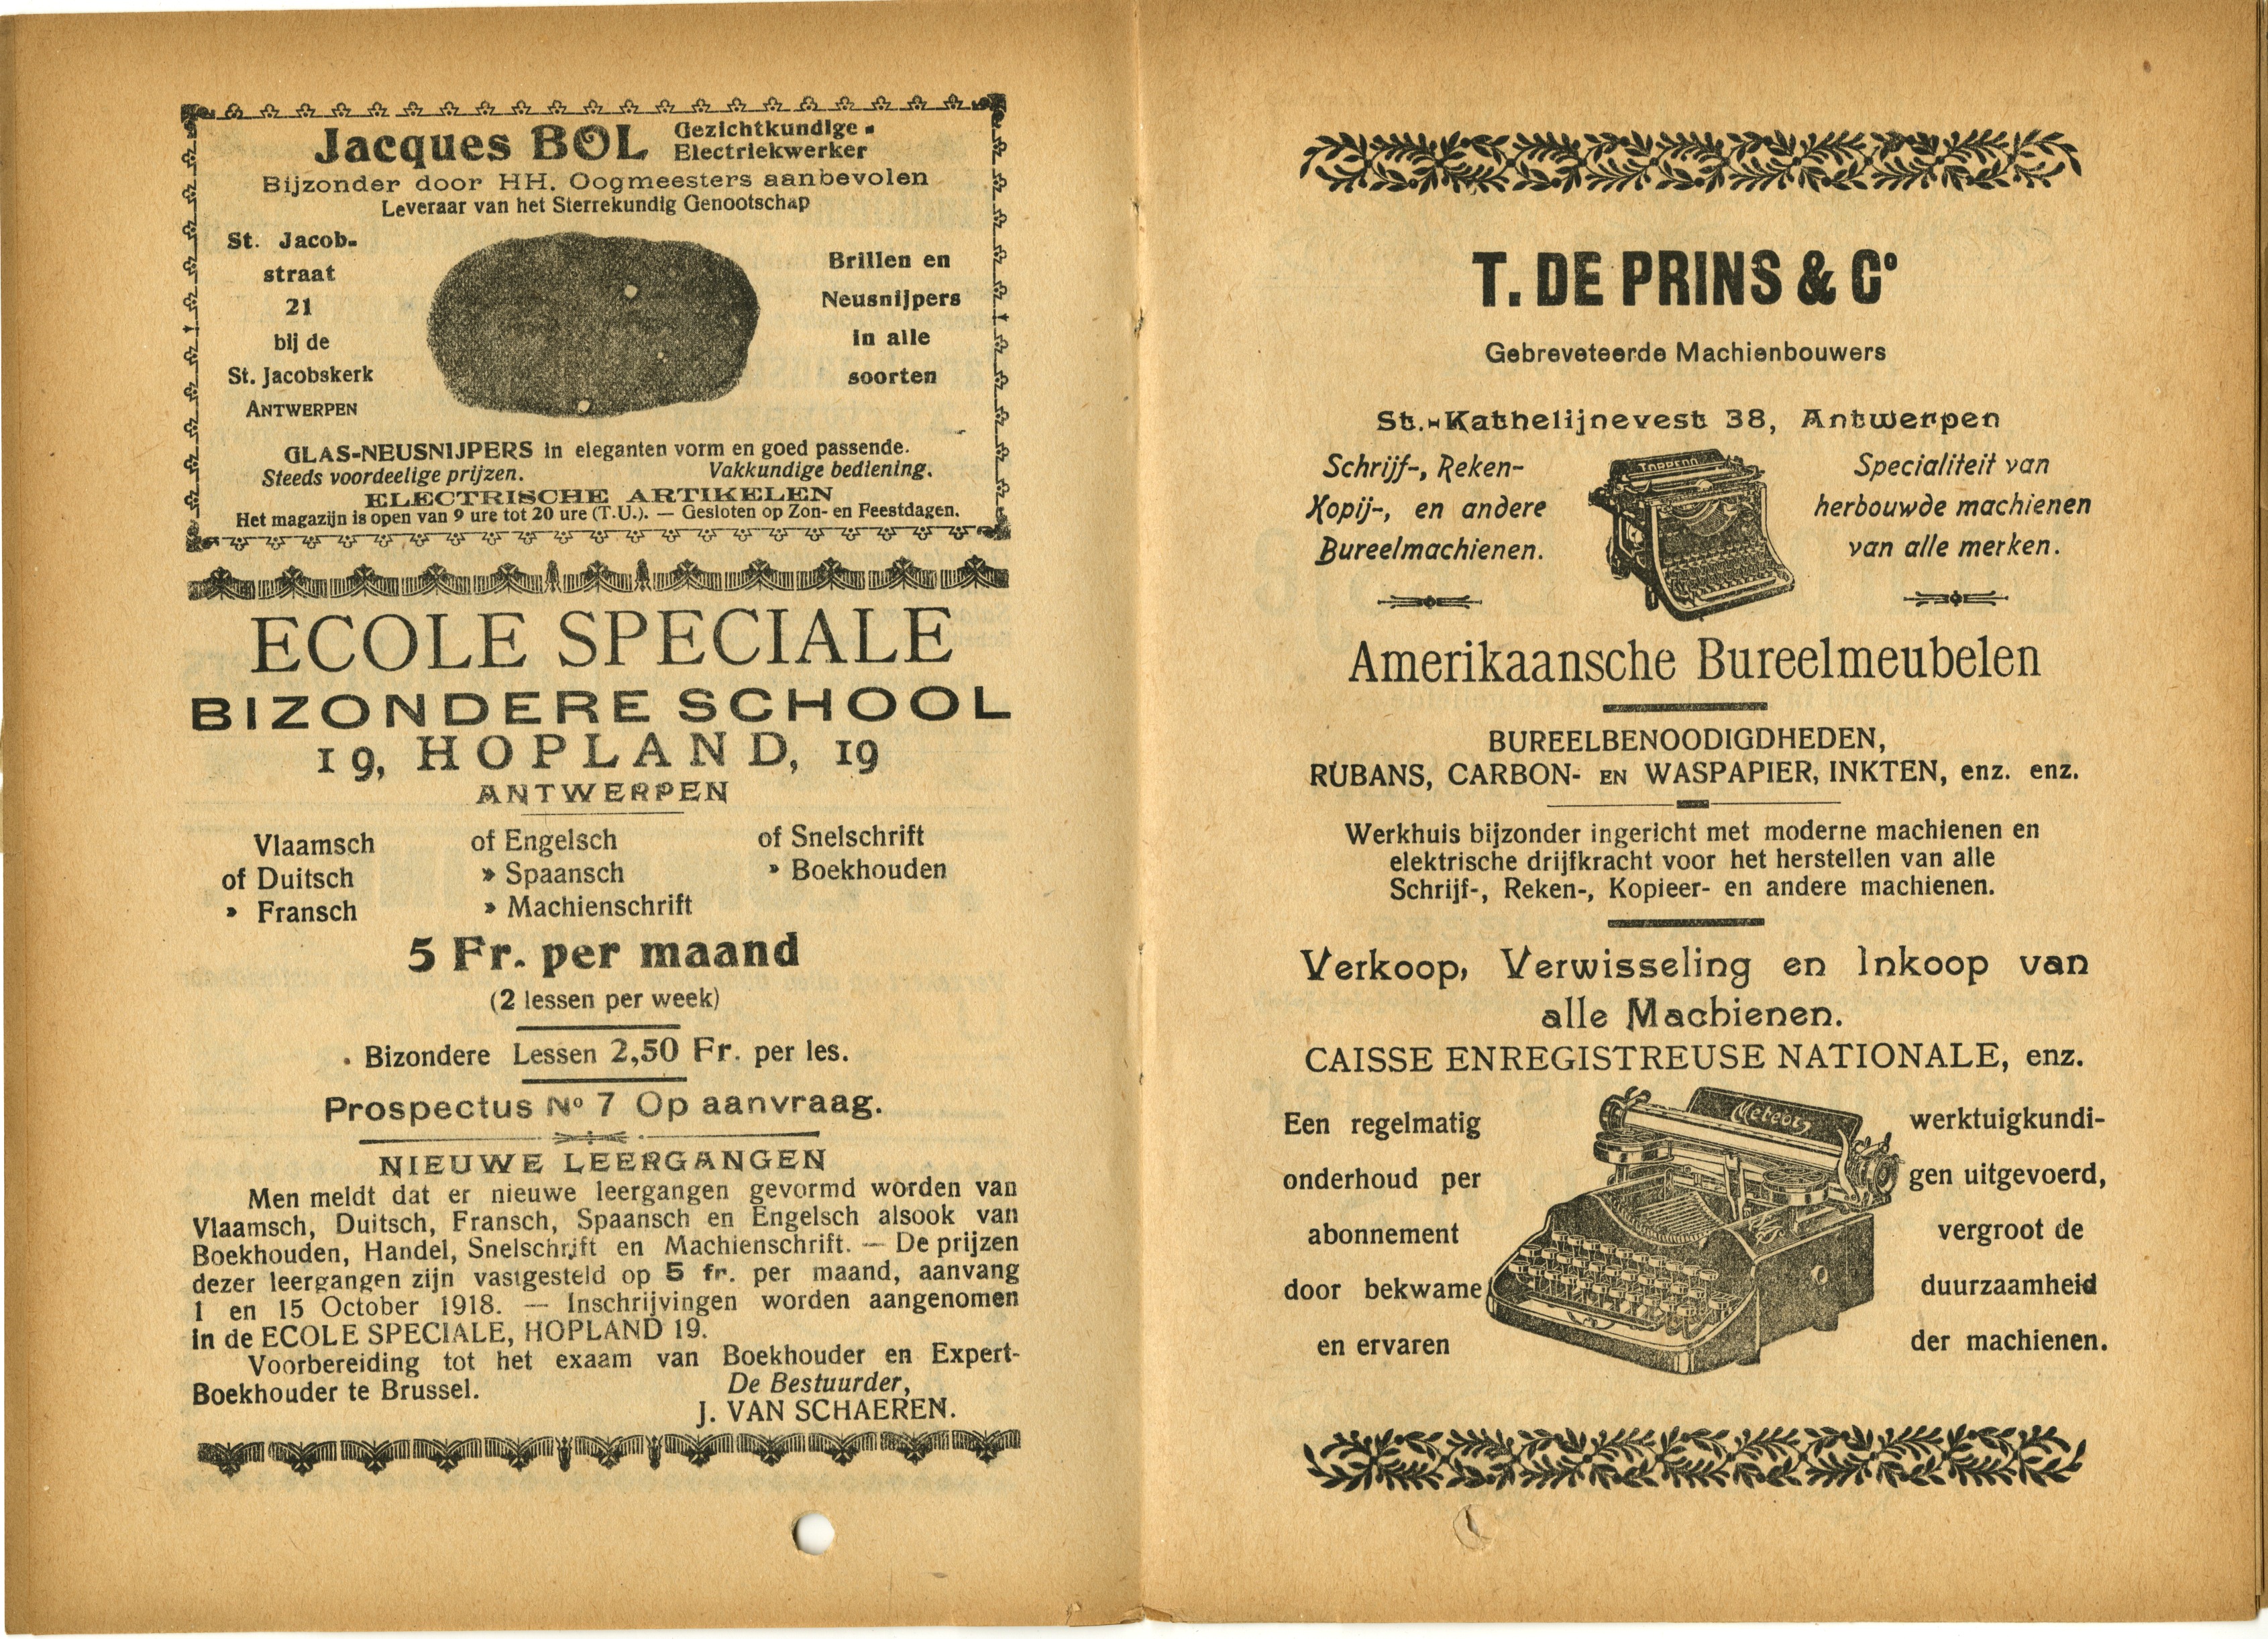 Jacques BOL
Gezichtkundige -
Electriekwerker
Bijzonder door HH. Oogmeesters aanbevolen
Leveraar van het Sterrekundig Genootschap
St. Jacob-
straat
21
bij de
St. Jacobskerk
ANTWERPEN
Brillen en
Neusnijpers
in alle
soorten
GLAS-NEUSNIJPERS in eleganten vorm en goed passende.
Steeds voordeelige prijzen. Vakkundige bediening.
ELECTRISCHE ARTIKELEN
Het magazijn is open van 9 ure tot 20 ure (T.U.). — Gesloten op Zon- en Feestdagen.
ECOLE SPECIALE
BIZONDERE SCHOOL
19, HOPLAND, 19
ANTWERPEN
Vlaamsch of Engelsch of Snelschrift
of Duitsch » Spaansch » Boekhouden
» Fransch » Machienschrift
5 Fr. per maand
(2 lessen per week)
Bizondere Lessen 2,50 Fr. per les.
Prospectus Nº 7 Op aanvraag.
NIEUWE LEERGANGEN
Men meldt dat er nieuwe leergangen gevormd worden van
Vlaamsch, Duitsch, Fransch, Spaansch en Engelsch alsook van
Boekhouden, Handel, Snelschrift en Machienschrift. — De prijzen
dezer leergangen zijn vastgesteld op 5 fr. per maand, aanvang
1 en 15 October 1918. — Inschrijvingen worden aangenomen
in de ECOLE SPECIALE, HOPLAND 19.
Voorbereiding tot het exaam van Boekhouder en Expert-
Boekhouder te Brussel.
De Bestuurder,
J. VAN SCHAEREN.
T. DE PRINS & Cº
Gebreveteerde Machienbouwers
St.-Kathelijnevest 38, Antwerpen
Schrijf-, Reken-
Kopij-, en andere
Bureelmachienen.
Specialiteit van
herbouwde machienen
van alle merken.
Amerikaansche Bureelmeubelen
BUREELBENOODIGDHEDEN,
RUBANS, CARBON- EN WASPAPIER, INKTEN, enz. enz.
Werkhuis bijzonder ingericht met moderne machienen en
elektrische drijfkracht voor het herstellen van alle
Schrijf-, Reken-, Kopieer- en andere machienen.
Verkoop, Verwisseling en Inkoop van
alle Machienen.
CAISSE ENREGISTREUSE NATIONALE, enz.
Meteor
Een regelmatig
onderhoud per
abonnement
door bekwame
en ervaren
werktuigkundi-
gen uitgevoerd,
vergroot de
duurzaamheid
der machienen.